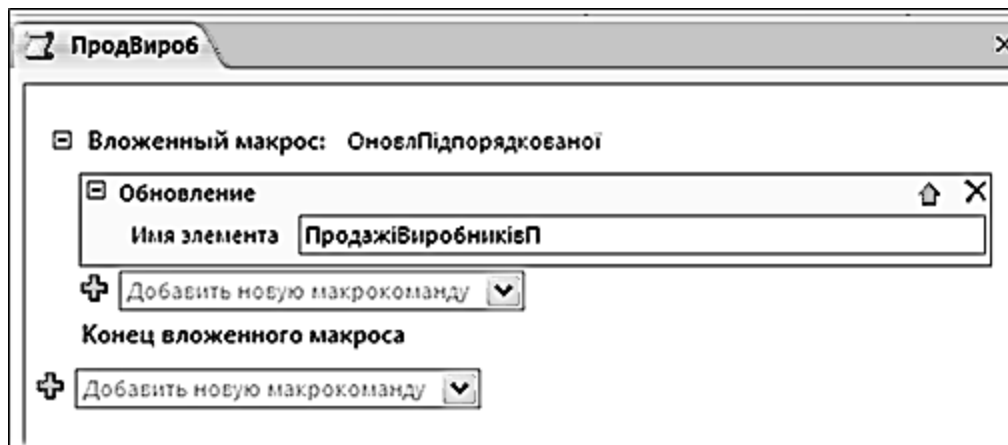 ПродВироб
Вложенный макрос: ОновлПідпорядкованої
Обновление
Имя элемента ПродажіВиробниківП
Добавить новую макрокоманду
Конец вложенного макроса
Добавить новую макрокоманду